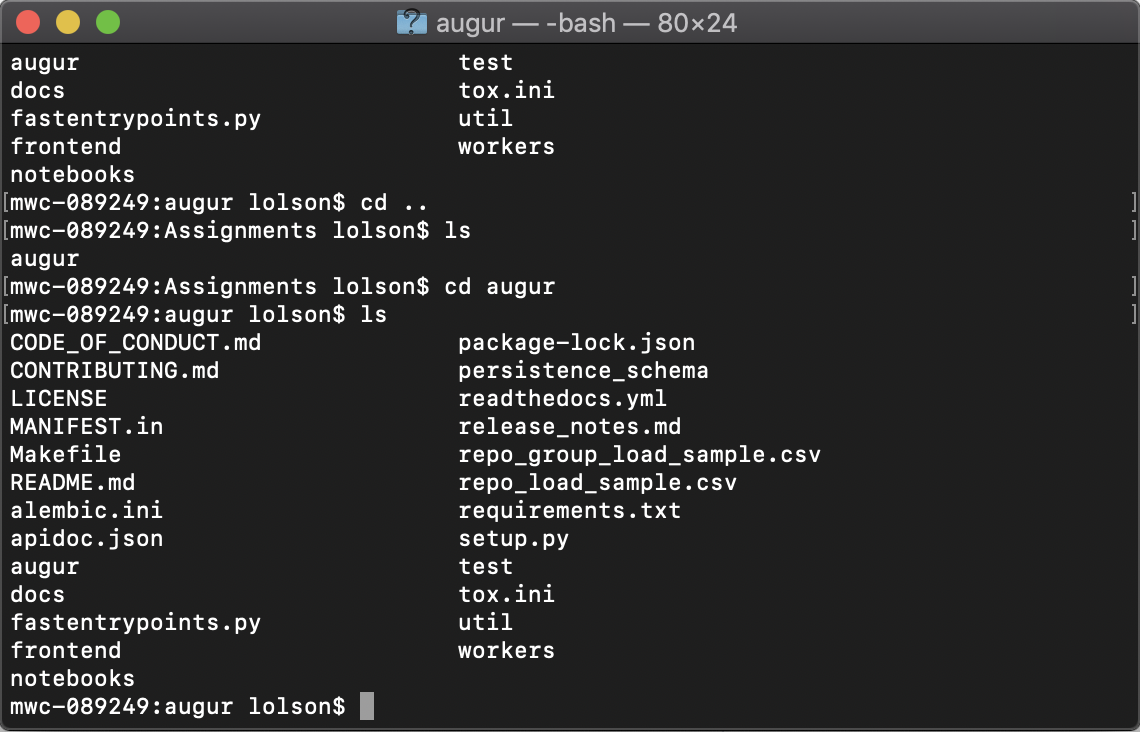 augur — -bash — 80×24
augur                        test
docs                         tox.ini
fastentrypoints.py           util
frontend                     workers
notebooks
[mwc-089249:augur lolson$ cd ..                                                 ]
[mwc-089249:Assignments lolson$ ls                                              ]
augur
[mwc-089249:Assignments lolson$ cd augur                                        ]
[mwc-089249:augur lolson$ ls                                                    ]
CODE_OF_CONDUCT.md           package-lock.json
CONTRIBUTING.md              persistence_schema
LICENSE                      readthedocs.yml
MANIFEST.in                  release_notes.md
Makefile                     repo_group_load_sample.csv
README.md                    repo_load_sample.csv
alembic.ini                  requirements.txt
apidoc.json                  setup.py
augur                        test
docs                         tox.ini
fastentrypoints.py           util
frontend                     workers
notebooks
mwc-089249:augur lolson$